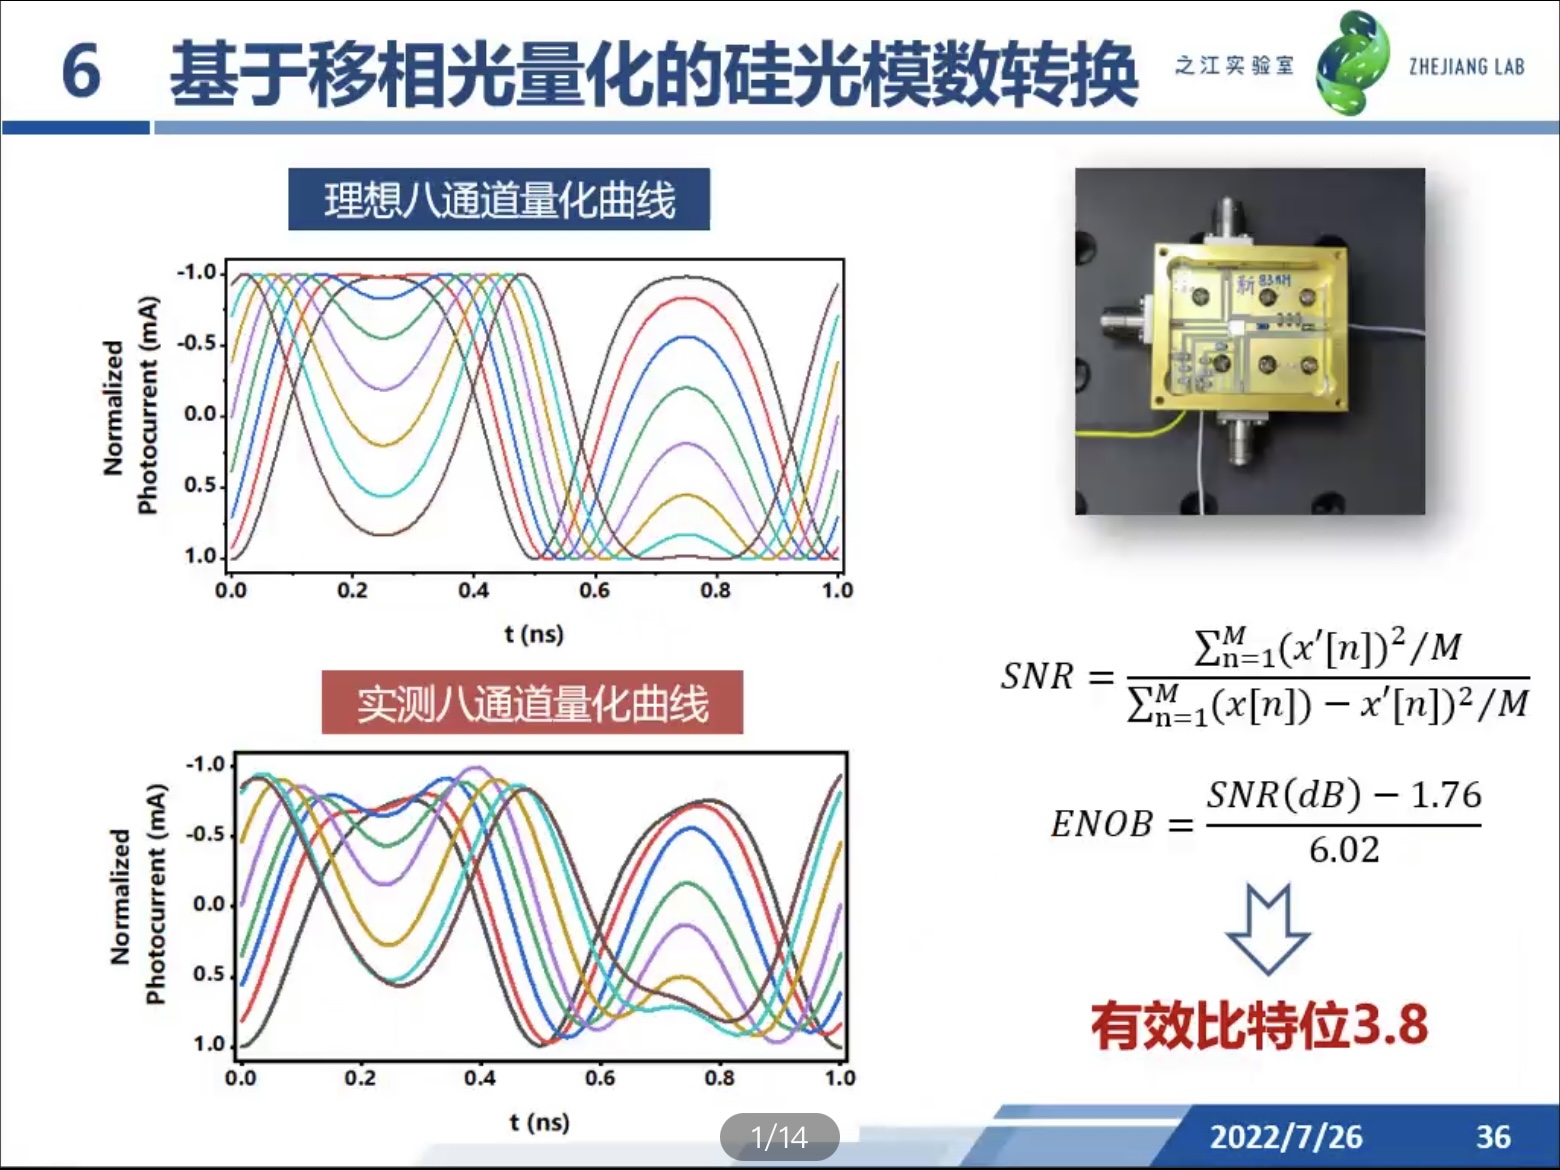 6 基于移相光量化的硅光模数转换
之江实验室 ZHEJIANG LAB
理想八通道量化曲线
Normalized
Photocurrent (mA)
-1.0
-0.5
0.0
0.5
1.0
0.0 0.2 0.4 0.6 0.8 1.0
t (ns)
实测八通道量化曲线
Normalized
Photocurrent (mA)
-1.0
-0.5
0.0
0.5
1.0
0.0 0.2 0.4 0.6 0.8 1.0
t (ns)
新
SNR = \frac{\sum_{n=1}^{M}(x'[n])^2/M}{\sum_{n=1}^{M}(x[n]) - x'[n])^2/M}
ENOB = \frac{SNR(dB) - 1.76}{6.02}
有效比特位3.8
1/14
2022/7/26 36